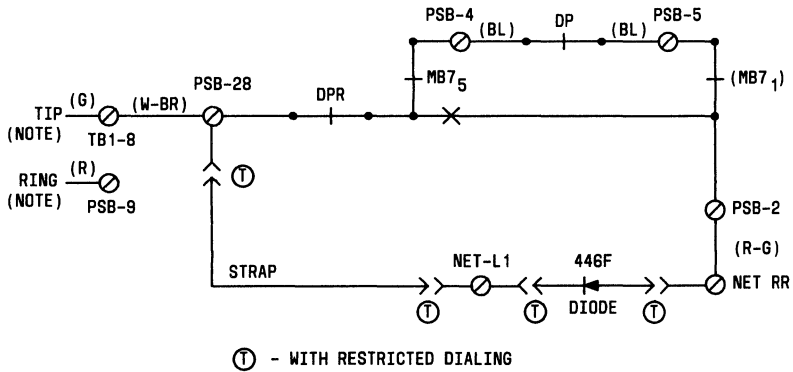 PSB-4
(BL)
DP
(BL)
PSB-5
MB7 5
(MB7 1)
PSB-28
DPR
TIP
(NOTE)
(G)
(W-BR)
TB1-8
RING
(NOTE)
(R)
PSB-9
T
PSB-2
(R-G)
STRAP
NET-L1
446F
DIODE
NET RR
T
T
T
T - WITH RESTRICTED DIALING